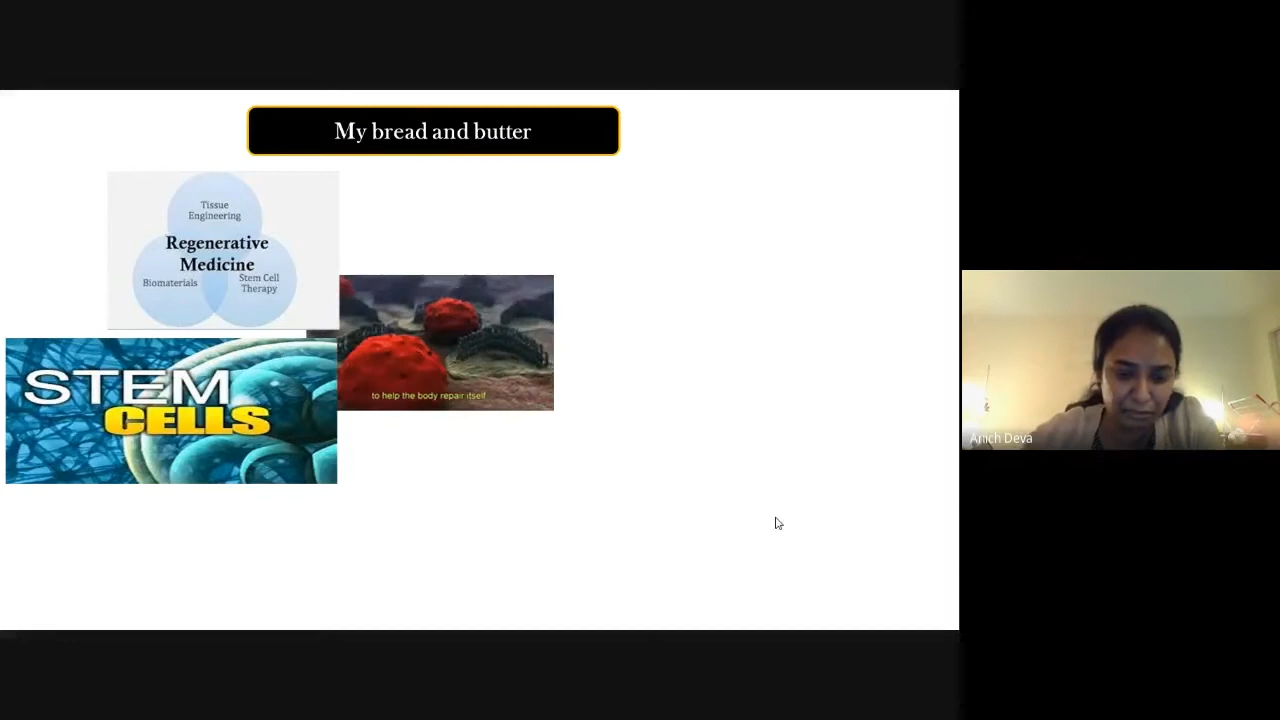 My bread and butter
Tissue
Engineering
Regenerative
Medicine
Biomaterials
Stem Cell
Therapy
to help the body repair itself
STEM
CELLS
Anich Deva